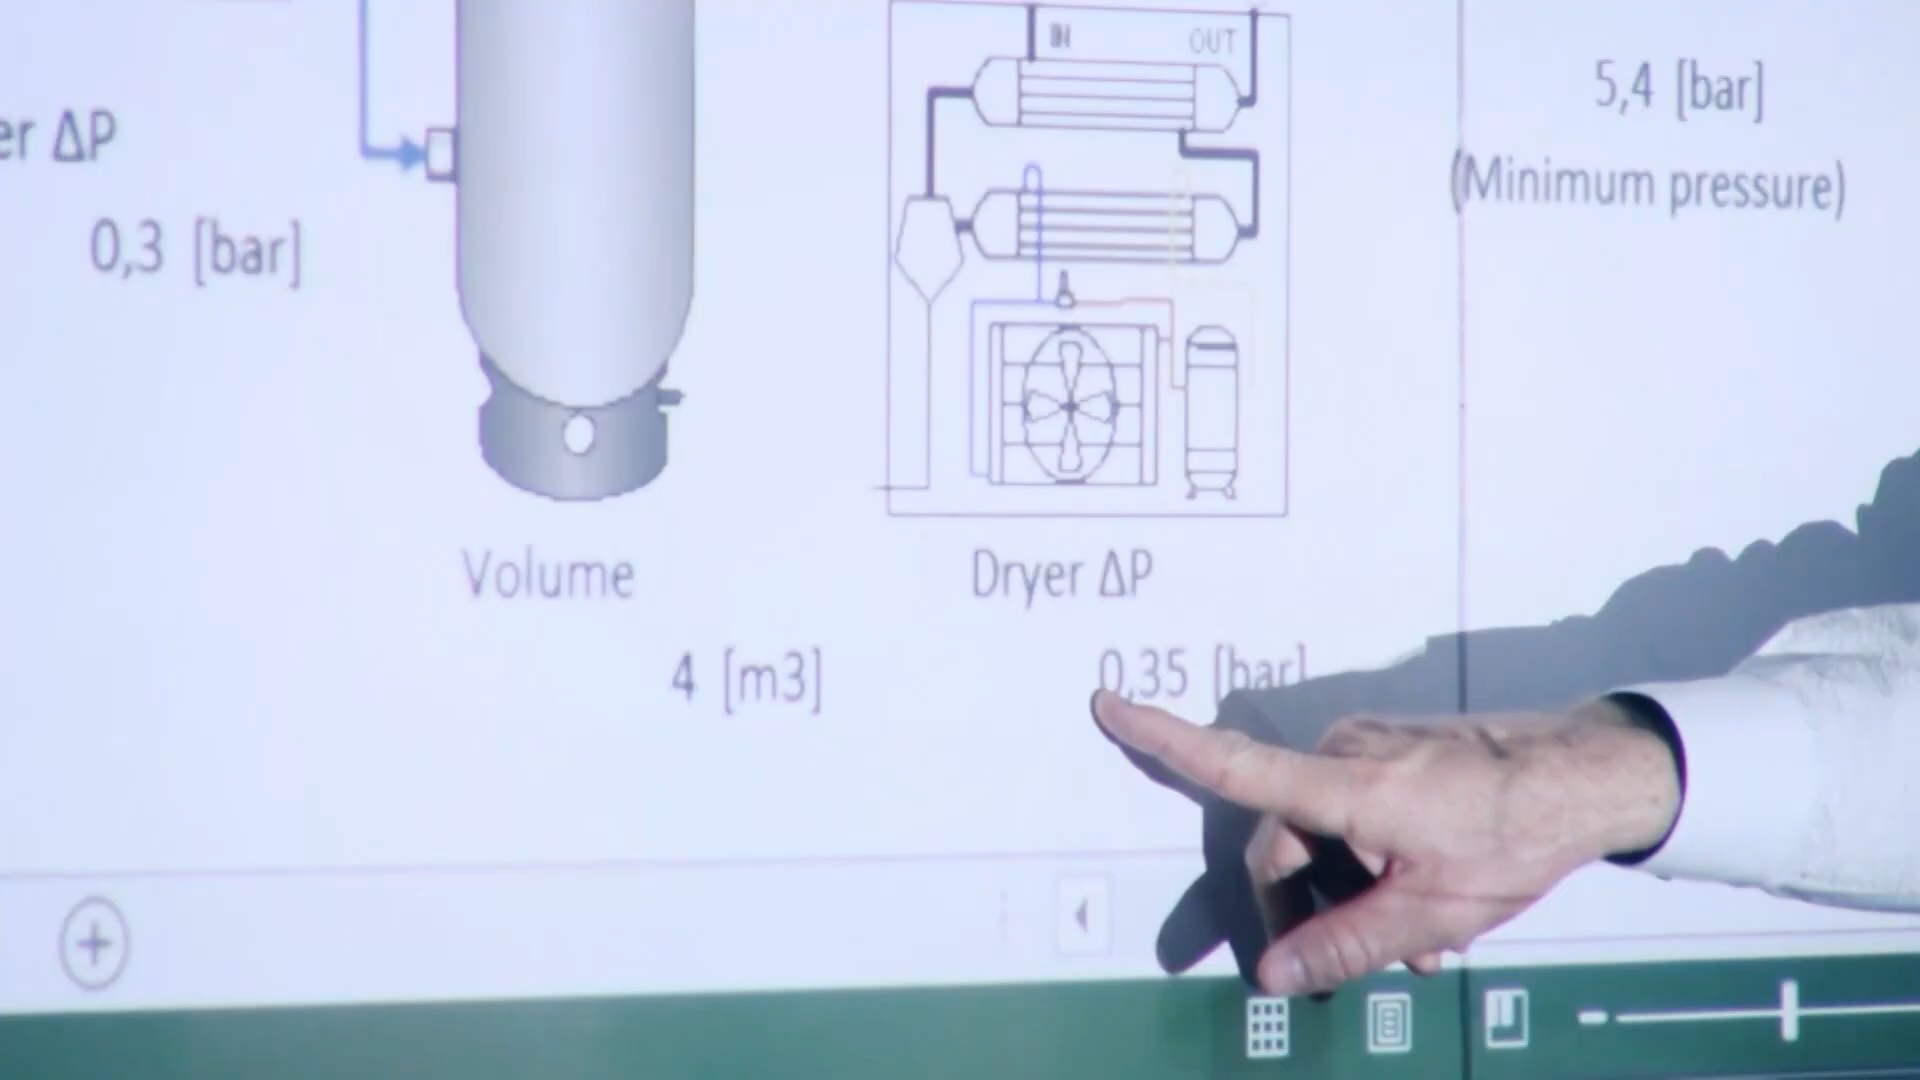 IN
OUT
5,4 [bar]
(Minimum pressure)
ΔP
0,3 [bar]
Volume
Dryer ΔP
4 [m3]
0,35 [bar]